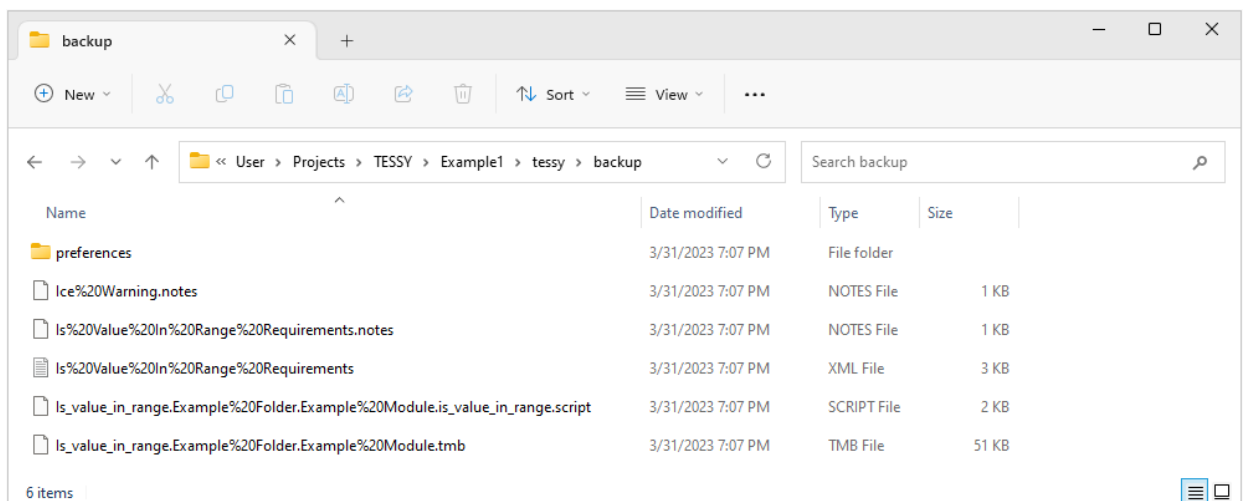 backup
New Sort View
« User > Projects > TESSY > Example1 > tessy > backup Search backup
Name Date modified Type Size
preferences 3/31/2023 7:07 PM File folder
Ice%20Warning.notes 3/31/2023 7:07 PM NOTES File 1 KB
Is%20Value%20In%20Range%20Requirements.notes 3/31/2023 7:07 PM NOTES File 1 KB
Is%20Value%20In%20Range%20Requirements 3/31/2023 7:07 PM XML File 3 KB
Is_value_in_range.Example%20Folder.Example%20Module.is_value_in_range.script 3/31/2023 7:07 PM SCRIPT File 2 KB
Is_value_in_range.Example%20Folder.Example%20Module.tmb 3/31/2023 7:07 PM TMB File 51 KB
6 items